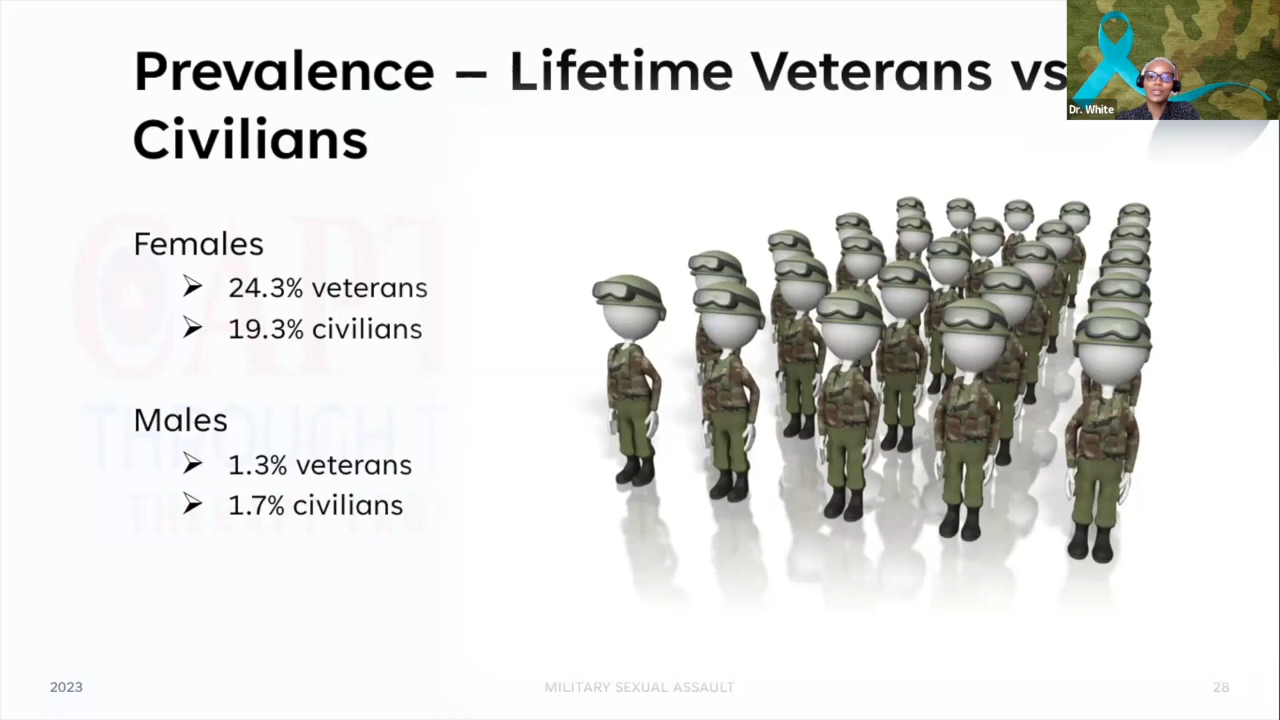 Prevalence – Lifetime Veterans vs
Civilians
Dr. White
Females
➢ 24.3% veterans
➢ 19.3% civilians
Males
➢ 1.3% veterans
➢ 1.7% civilians
2023
MILITARY SEXUAL ASSAULT
28